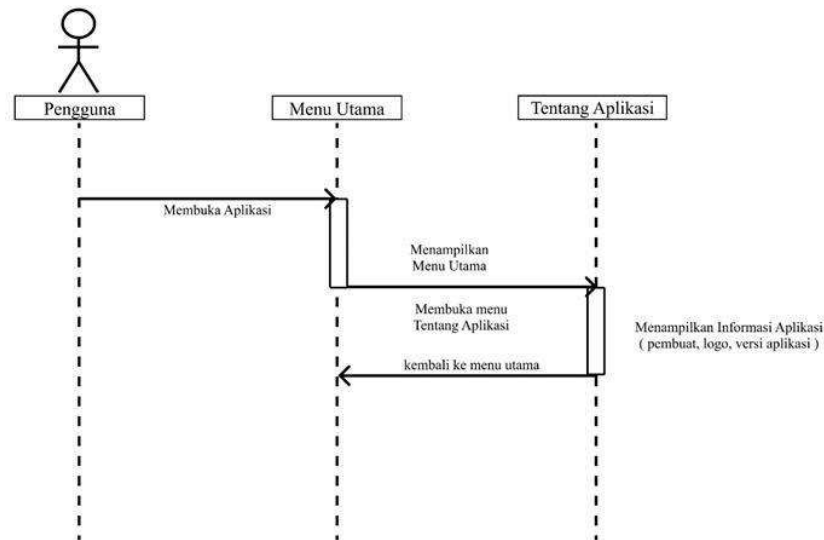 Pengguna
Menu Utama
Tentang Aplikasi
Membuka Aplikasi
Menampilkan
Menu Utama
Membuka menu
Tentang Aplikasi
Menampilkan Informasi Aplikasi
( pembuat, logo, versi aplikasi )
kembali ke menu utama